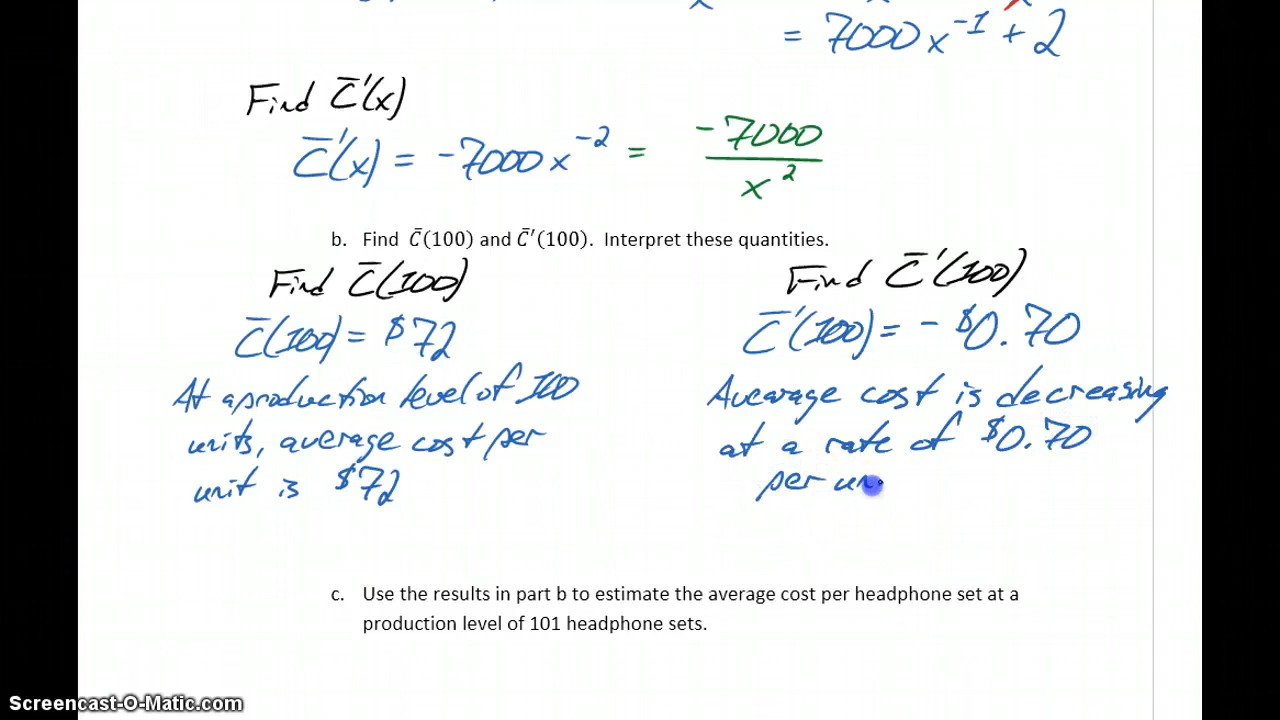 = 7000x⁻¹ + 2
Find C̄'(x)
C̄'(x) = -7000x⁻² = -7000/x²
b. Find C̄(100) and C̄′(100). Interpret these quantities.
Find C̄(100)
C̄(100) = $72
At a production level of 100
units, average cost per
unit is $72
Find C̄'(100)
C̄'(100) = -$0.70
Average cost is decreasing
at a rate of $0.70
per un
c. Use the results in part b to estimate the average cost per headphone set at a
production level of 101 headphone sets.
Screencast-O-Matic.com